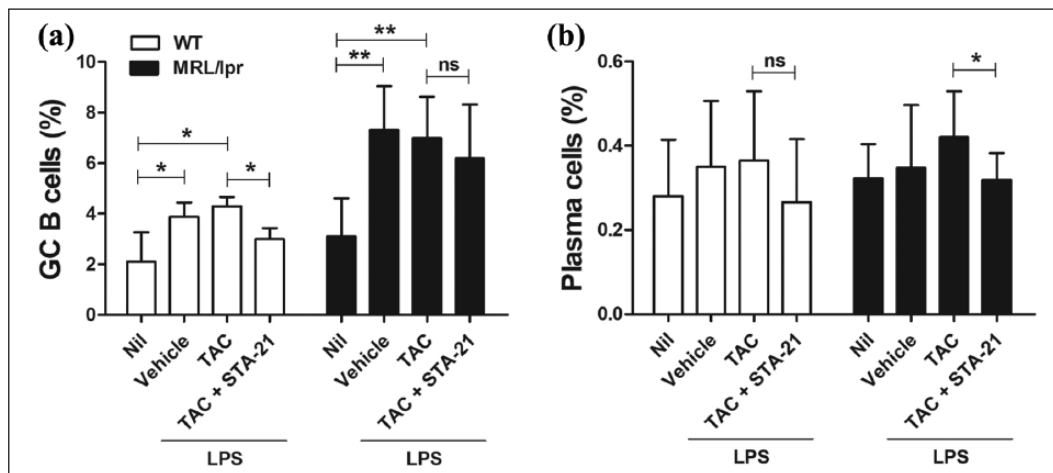 (a)
WT
MRL/lpr
GC B cells (%)
10
8
6
4
2
0
*
*
*
**
**
ns
Nil
Vehicle
TAC
TAC + STA-21
LPS
Nil
Vehicle
TAC
TAC + STA-21
LPS
(b)
Plasma cells (%)
0.6
0.4
0.2
0.0
ns
*
Nil
Vehicle
TAC
TAC + STA-21
LPS
Nil
Vehicle
TAC
TAC + STA-21
LPS